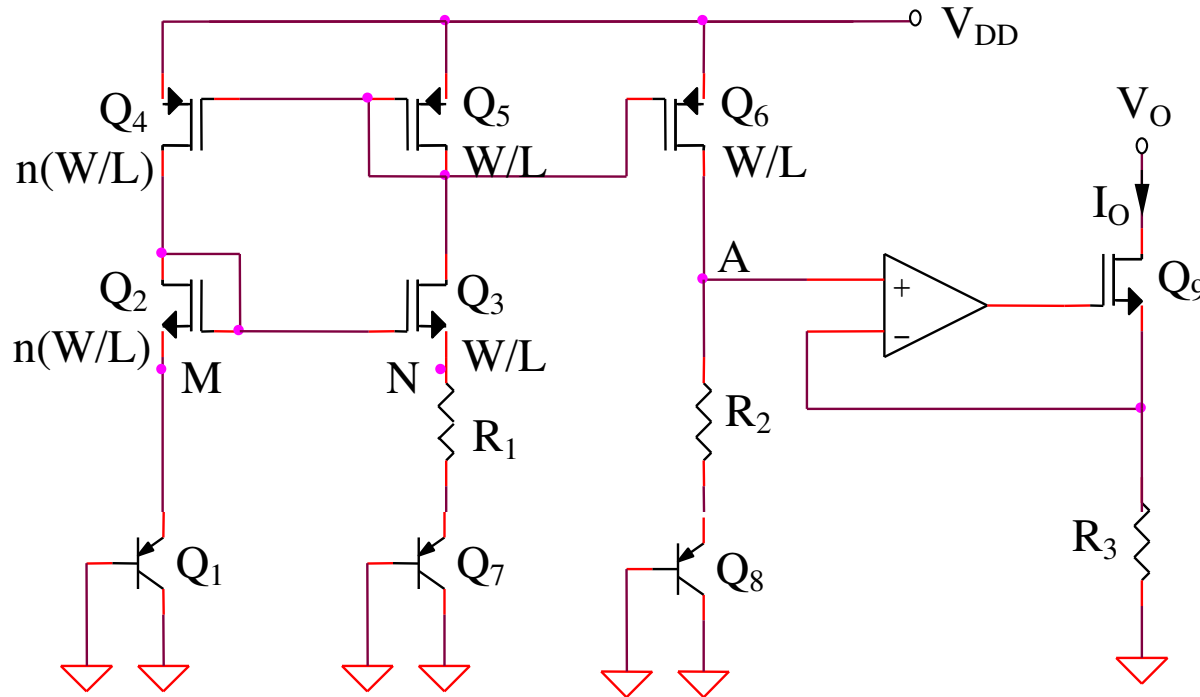 V_DD
Q_4
n(W/L)
Q_5
W/L
Q_6
W/L
V_O
I_O
Q_2
n(W/L)
Q_3
W/L
A
+
−
Q_9
M
N
R_1
R_2
R_3
Q_1
Q_7
Q_8